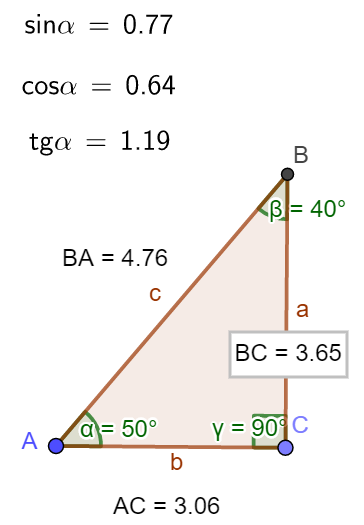 sinα = 0.77
cosα = 0.64
tgα = 1.19
B
β = 40°
BA = 4.76
c
a
BC = 3.65
A
α = 50°
γ = 90°
C
b
AC = 3.06